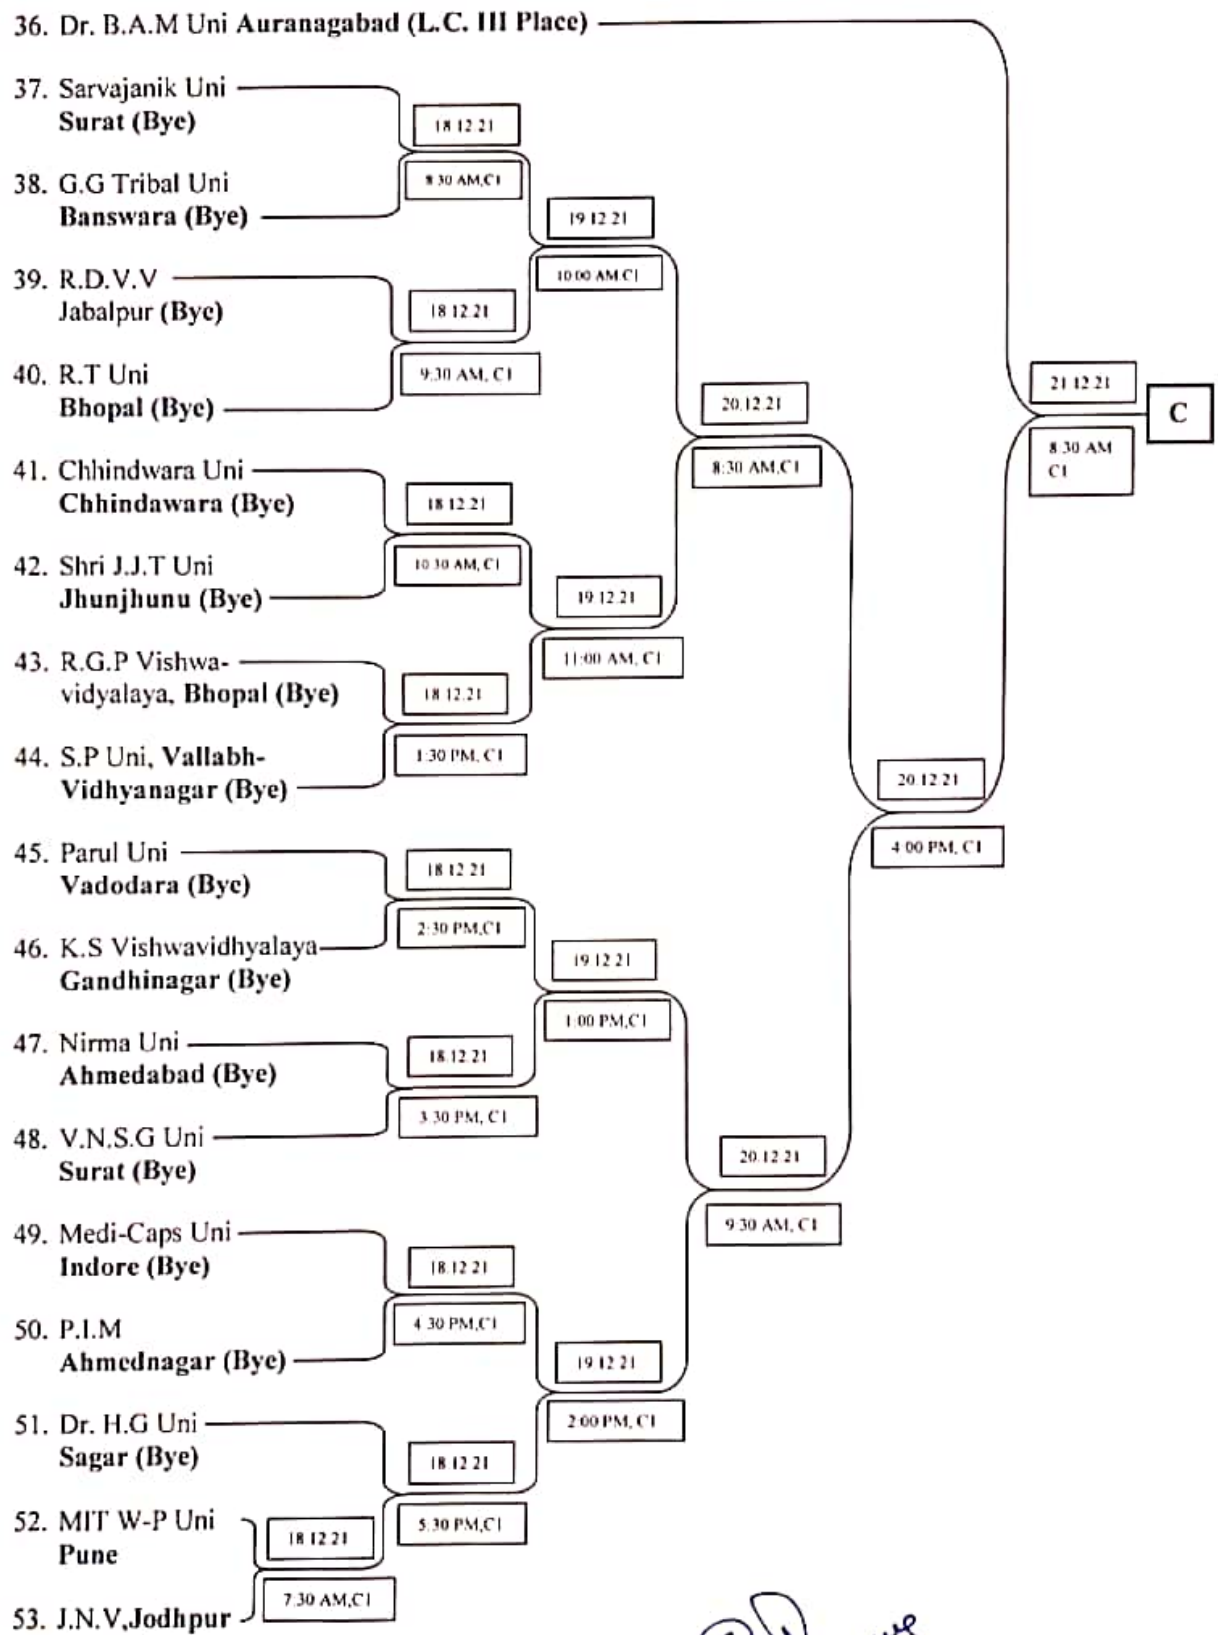 36. Dr. B.A.M Uni Auranagabad (L.C. III Place)
37. Sarvajanik Uni
Surat (Bye)
18 12 21
8 30 AM,C1
38. G.G Tribal Uni
Banswara (Bye)
19 12 21
10 00 AM C1
39. R.D.V.V
Jabalpur (Bye)
18 12.21
9:30 AM, C1
40. R.T Uni
Bhopal (Bye)
20.12.21
8:30 AM,C1
21 12 21
8 30 AM
C1
C
41. Chhindwara Uni
Chhindawara (Bye)
18 12 21
10 30 AM, C1
42. Shri J.J.T Uni
Jhunjhunu (Bye)
19 12 21
11:00 AM, C1
43. R.G.P Vishwa-
vidyalaya, Bhopal (Bye)
18 12.21
1:30 PM, C1
44. S.P Uni, Vallabh-
Vidhyanagar (Bye)
20 12 21
4 00 PM, C1
45. Parul Uni
Vadodara (Bye)
18 12 21
2:30 PM,C1
46. K.S Vishwavidhyalaya
Gandhinagar (Bye)
19 12 21
1:00 PM,C1
47. Nirma Uni
Ahmedabad (Bye)
18.12 21
3 30 PM, C1
48. V.N.S.G Uni
Surat (Bye)
20.12 21
9 30 AM, C1
49. Medi-Caps Uni
Indore (Bye)
18.12 21
4 30 PM,C1
50. P.I.M
Ahmednagar (Bye)
19 12 21
2 00 PM, C1
51. Dr. H.G Uni
Sagar (Bye)
18 12 21
5:30 PM,C1
52. MIT W-P Uni
Pune
18 12 21
7 30 AM,C1
53. J.N.V,Jodhpur